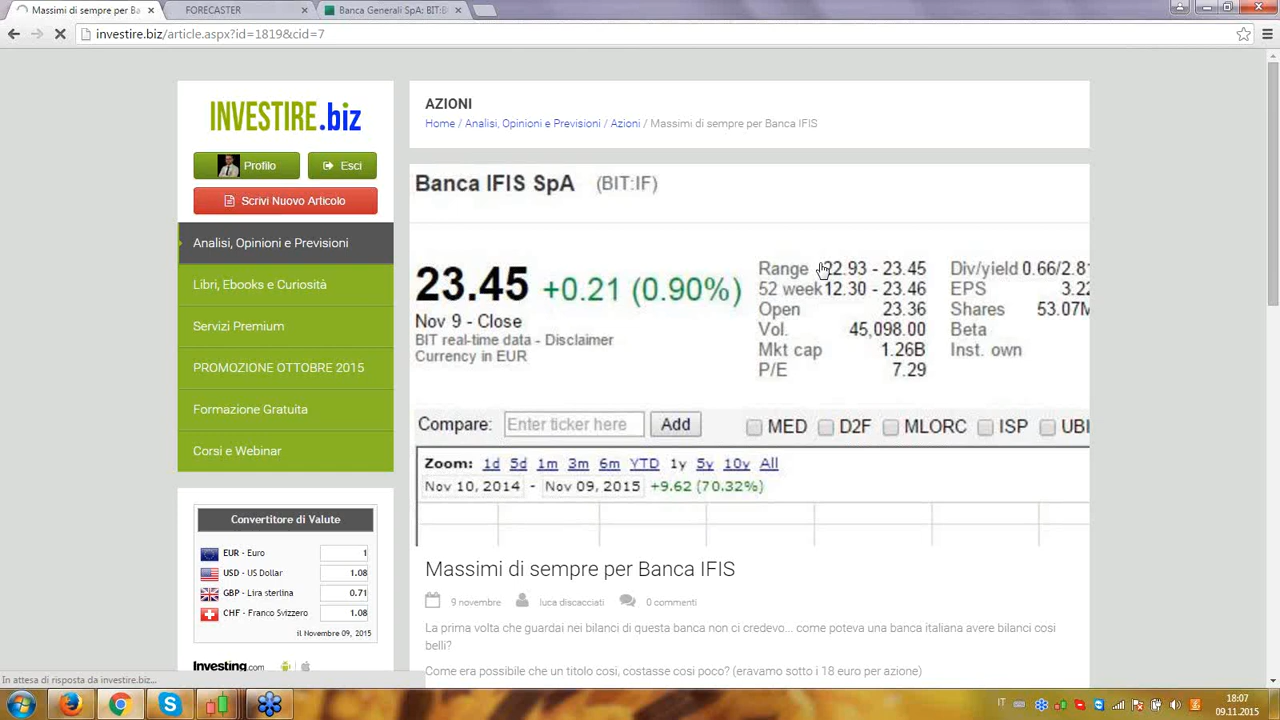 Massimi di sempre per Ba
FORECASTER
Banca Generali SpA: BIT:B
investire.biz/article.aspx?id=1819&cid=7
INVESTIRE.biz
Profilo
Esci
Scrivi Nuovo Articolo
Analisi, Opinioni e Previsioni
Libri, Ebooks e Curiosità
Servizi Premium
PROMOZIONE OTTOBRE 2015
Formazione Gratuita
Corsi e Webinar
Convertitore di Valute
EUR - Euro 1
USD - US Dollar 1.08
GBP - Lira sterlina 0.71
CHF - Franco Svizzero 1.08
il Novembre 09, 2015
Investing.com
AZIONI
Home / Analisi, Opinioni e Previsioni / Azioni / Massimi di sempre per Banca IFIS
Banca IFIS SpA (BIT:IF)
23.45 +0.21 (0.90%)
Nov 9 - Close
BIT real-time data - Disclaimer
Currency in EUR
Range 22.93 - 23.45 Div/yield 0.66/2.81
52 week 12.30 - 23.46 EPS 3.22
Open 23.36 Shares 53.07M
Vol. 45,098.00 Beta
Mkt cap 1.26B Inst. own
P/E 7.29
Compare: Enter ticker here Add MED D2F MLORC ISP UBI
Zoom: 1d 5d 1m 3m 6m YTD 1y 5y 10y All
Nov 10, 2014 - Nov 09, 2015 +9.62 (70.32%)
Massimi di sempre per Banca IFIS
9 novembre luca discacciati 0 commenti
La prima volta che guardai nei bilanci di questa banca non ci credevo... come poteva una banca italiana avere bilanci cosi
belli?
Come era possibile che un titolo cosi, costasse cosi poco? (eravamo sotto i 18 euro per azione)
In attesa di risposta da investire.biz...
IT
18:07
09.11.2015